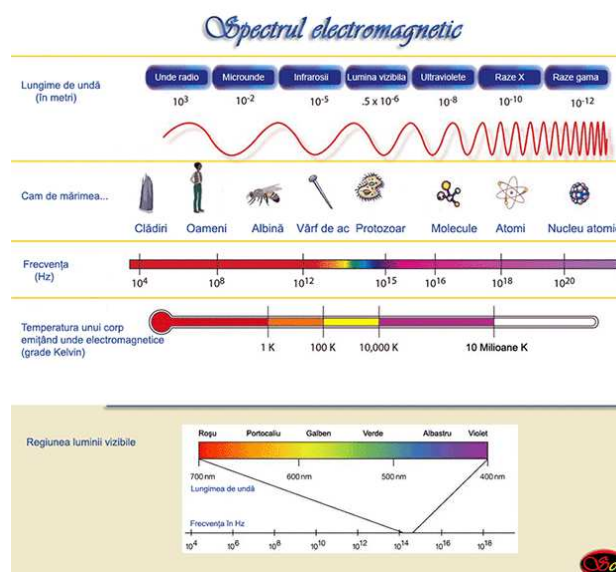 Spectrul electromagnetic
Lungime de undă
(în metri)
Unde radio Microunde Infrarosii Lumina vizibila Ultraviolete Raze X Raze gama
10³ 10⁻² 10⁻⁵ .5 x 10⁻⁶ 10⁻⁸ 10⁻¹⁰ 10⁻¹²
Cam de mărimea...
Clădiri Oameni Albină Vârf de ac Protozoar Molecule Atomi Nucleu atomic
Frecvența
(Hz)
10⁴ 10⁸ 10¹² 10¹⁵ 10¹⁶ 10¹⁸ 10²⁰
Temperatura unui corp
emițând unde electromagnetice
(grade Kelvin)
1 K 100 K 10,000 K 10 Milioane K
Regiunea luminii vizibile
Roșu Portocaliu Galben Verde Albastru Violet
700 nm 600 nm 500 nm 400 nm
Lungimea de undă
Frecvența în Hz
10⁴ 10⁶ 10⁸ 10¹⁰ 10¹² 10¹⁴ 10¹⁶ 10¹⁸